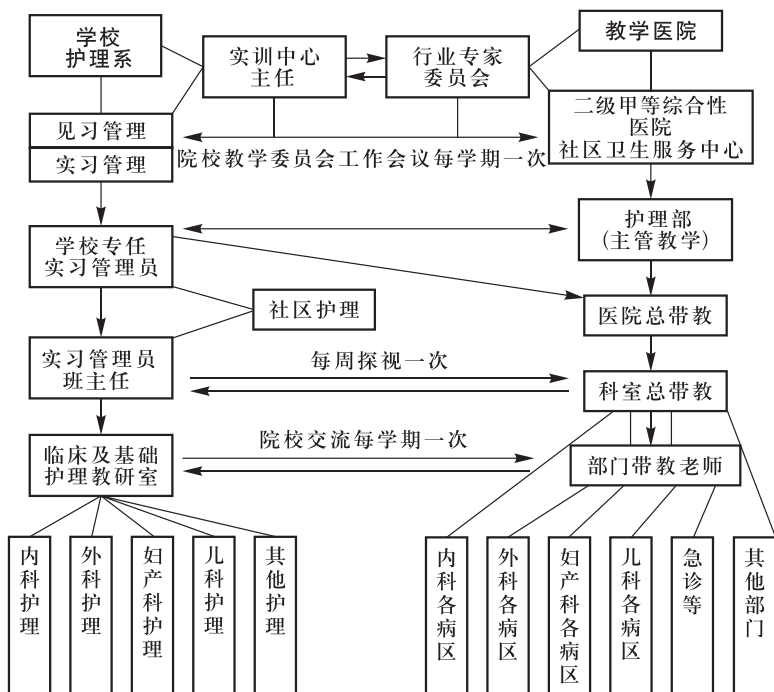 学校
护理系
实训中心
主任
行业专家
委员会
教学医院
见习管理
实习管理
院校教学委员会工作会议每学期一次
二级甲等综合性
医院
社区卫生服务中心
学校专任
实习管理员
护理部
(主管教学)
社区护理
医院总带教
实习管理员
班主任
每周探视一次
科室总带教
临床及基础
护理教研室
院校交流每学期一次
部门带教老师
内科护理
外科护理
妇产科护理
儿科护理
其他护理
内科各病区
外科各病区
妇产科各病区
儿科各病区
急诊等
其他部门